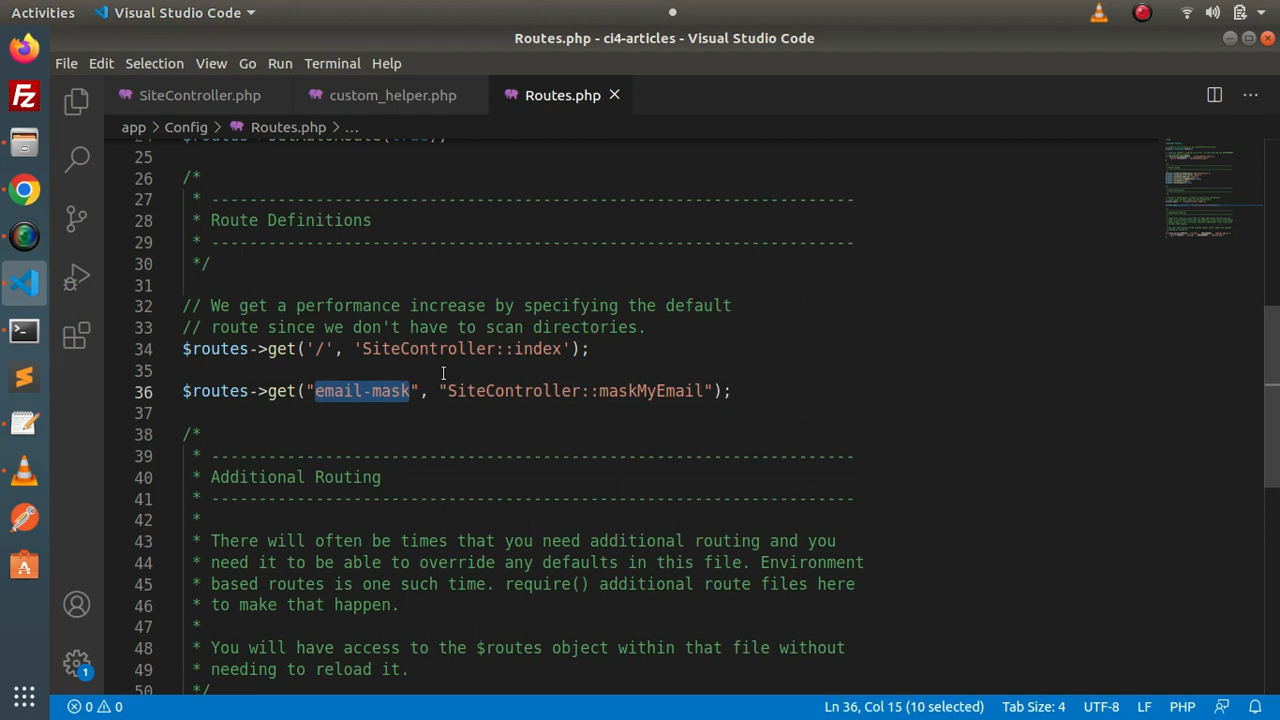 Activities Visual Studio Code
Routes.php - ci4-articles - Visual Studio Code
File Edit Selection View Go Run Terminal Help
SiteController.php custom_helper.php Routes.php
app > Config > Routes.php > ...
25
26 /*
27 * --------------------------------------------------------------------
28 * Route Definitions
29 * --------------------------------------------------------------------
30 */
31
32 // We get a performance increase by specifying the default
33 // route since we don't have to scan directories.
34 $routes->get('/', 'SiteController::index');
35
36 $routes->get("email-mask", "SiteController::maskMyEmail");
37
38 /*
39 * --------------------------------------------------------------------
40 * Additional Routing
41 * --------------------------------------------------------------------
42 *
43 * There will often be times that you need additional routing and you
44 * need it to be able to override any defaults in this file. Environment
45 * based routes is one such time. require() additional route files here
46 * to make that happen.
47 *
48 * You will have access to the $routes object within that file without
49 * needing to reload it.
50 */
1
0 0 Ln 36, Col 15 (10 selected) Tab Size: 4 UTF-8 LF PHP